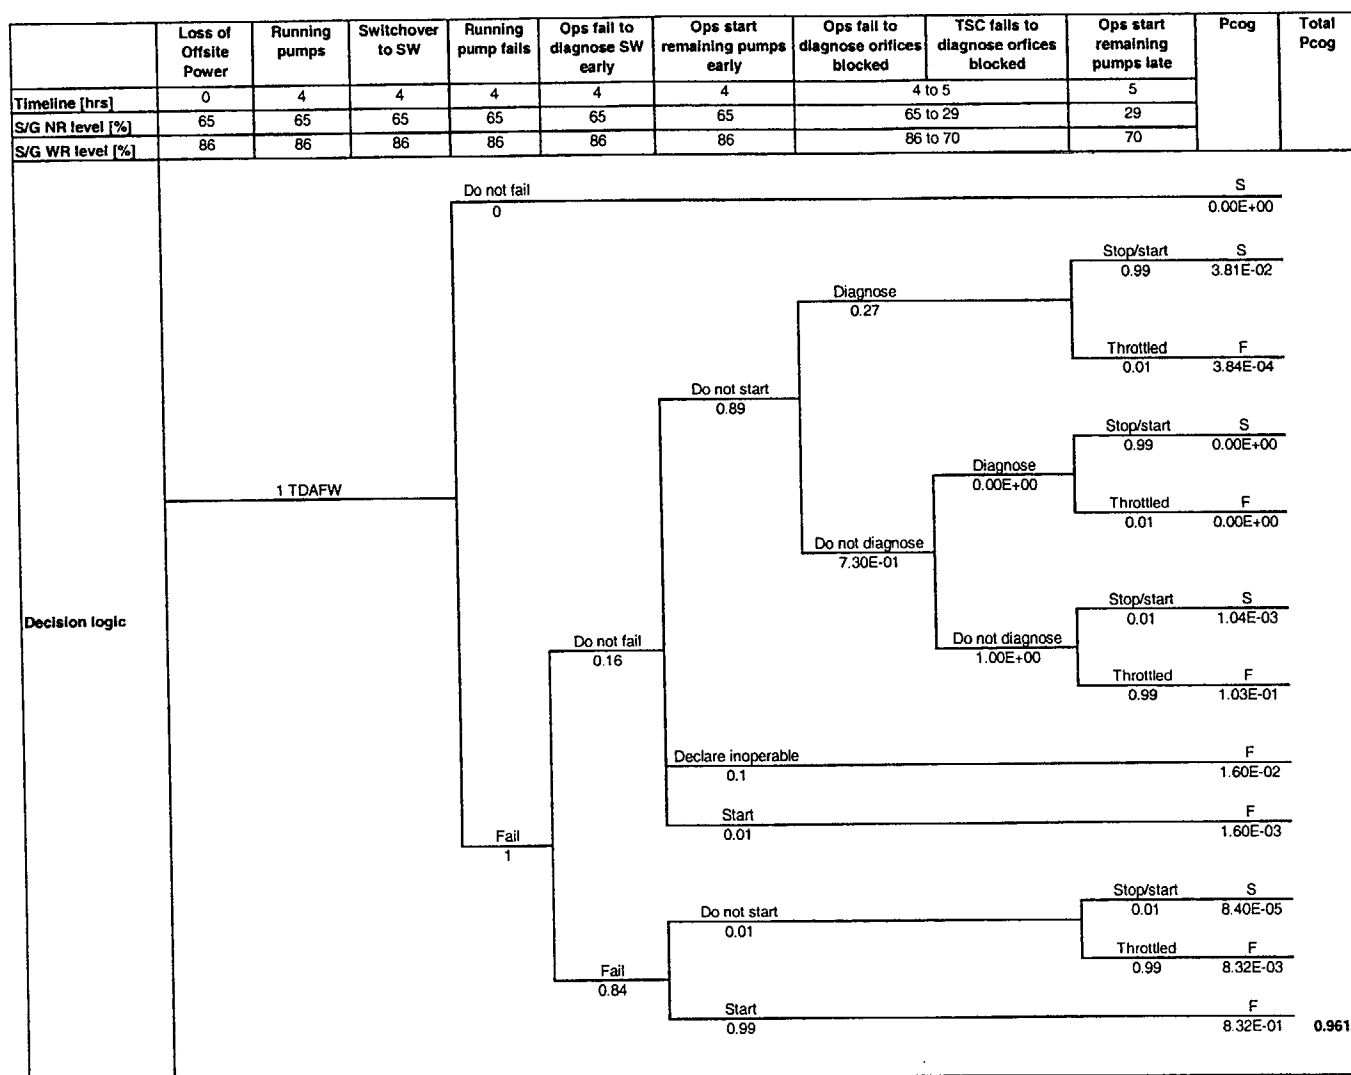 Loss of Offsite Power
Running pumps
Switchover to SW
Running pump fails
Ops fail to diagnose SW early
Ops start remaining pumps early
Ops fail to diagnose orifices blocked
TSC fails to diagnose orfices blocked
Ops start remaining pumps late
Pcog
Total Pcog
Timeline [hrs] 0 4 4 4 4 4 4 to 5 5
S/G NR level [%] 65 65 65 65 65 65 65 to 29 29
S/G WR level [%] 86 86 86 86 86 86 86 to 70 70
Do not fail S
0 0.00E+00
Stop/start S
0.99 3.81E-02
Diagnose
0.27
Throttled F
0.01 3.84E-04
Do not start
0.89
Stop/start S
0.99 0.00E+00
Diagnose
0.00E+00
1 TDAFW
Throttled F
0.01 0.00E+00
Do not diagnose
7.30E-01
Stop/start S
0.01 1.04E-03
Decision logic
Do not fail
0.16
Do not diagnose
1.00E+00
Throttled F
0.99 1.03E-01
Declare inoperable F
0.1 1.60E-02
Start F
0.01 1.60E-03
Fail
1
Stop/start S
0.01 8.40E-05
Do not start
0.01
Throttled F
0.99 8.32E-03
Fail
0.84
Start F
0.99 8.32E-01 0.961